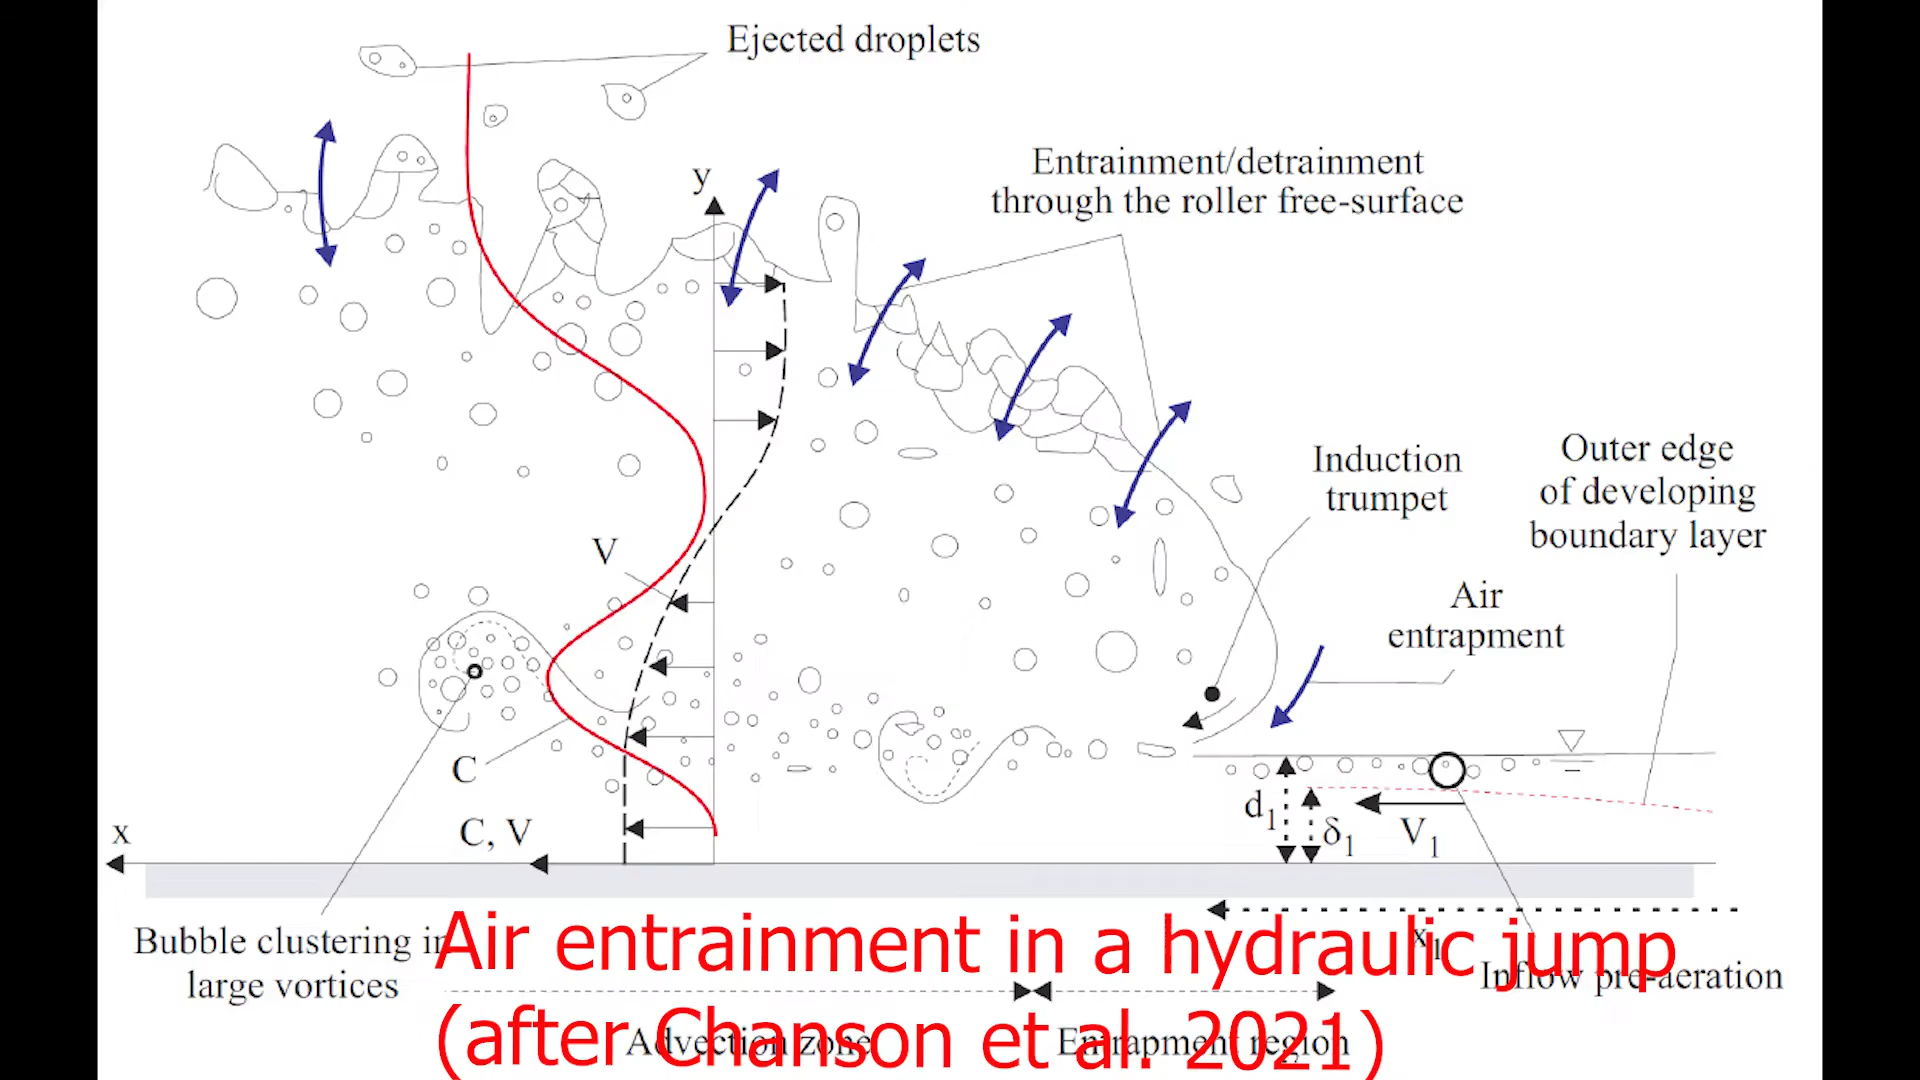 Ejected droplets
Entrainment/detrainment
through the roller free-surface
y
Induction
trumpet
Outer edge
of developing
boundary layer
V
Air
entrapment
C
d1
δ1
V1
x
C, V
x1
Bubble clustering in
large vortices
Inflow pre-aeration
Air entrainment in a hydraulic jump
(after Chanson et al. 2021)
Advection zone
Entrapment region